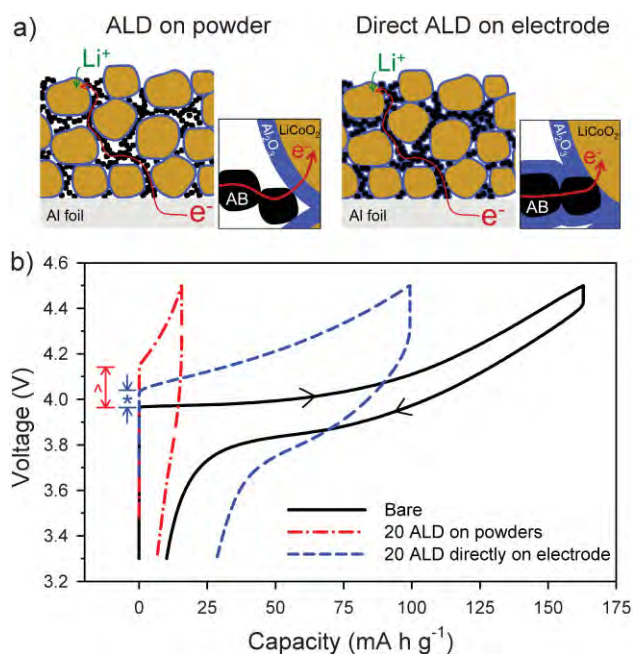 a) ALD on powder Direct ALD on electrode
Li+ Li+
Al2O3 LiCoO2 Al2O3 LiCoO2
e- e-
AB AB
Al foil e- Al foil e-
b)
4.6
4.4
4.2
4.0
3.8
3.6
3.4
3.2
Voltage (V)
^
*
Bare
20 ALD on powders
20 ALD directly on electrode
0 25 50 75 100 125 150 175
Capacity (mA h g-1)